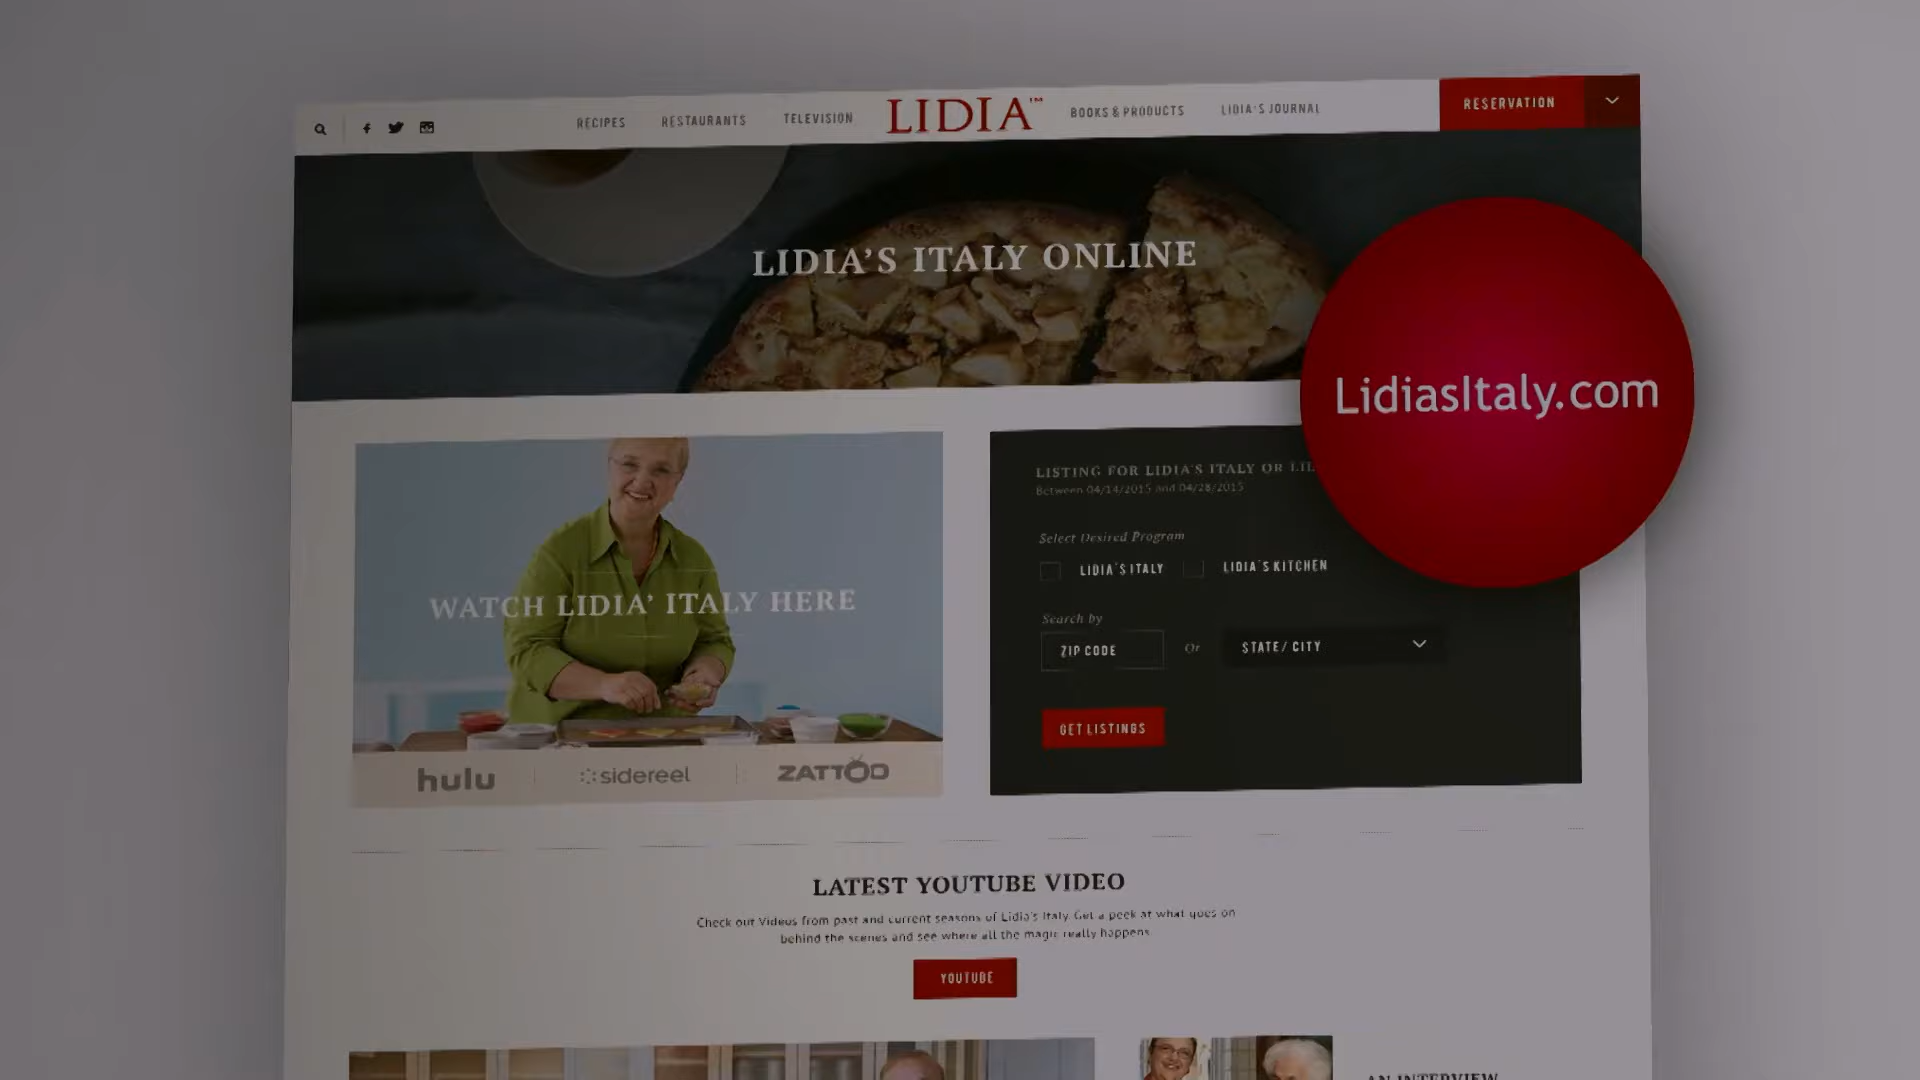 RECIPES
RESTAURANTS
TELEVISION
LIDIA™
BOOKS & PRODUCTS
LIDIA'S JOURNAL
RESERVATION
LIDIA'S ITALY ONLINE
LidiasItaly.com
WATCH LIDIA' ITALY HERE
hulu
sidereel
ZATTOO
LISTING FOR LIDIA'S ITALY OR
Between 04/14/2015 and 04/28/2015
Select Desired Program
LIDIA'S ITALY
LIDIA'S KITCHEN
Search by
ZIP CODE
Or
STATE/ CITY
GET LISTINGS
LATEST YOUTUBE VIDEO
Check out Videos from past and current seasons of Lidia's Italy. Get a peek at what goes on
behind the scenes and see where all the magic really happens
YOUTUBE
AN INTERVIEW